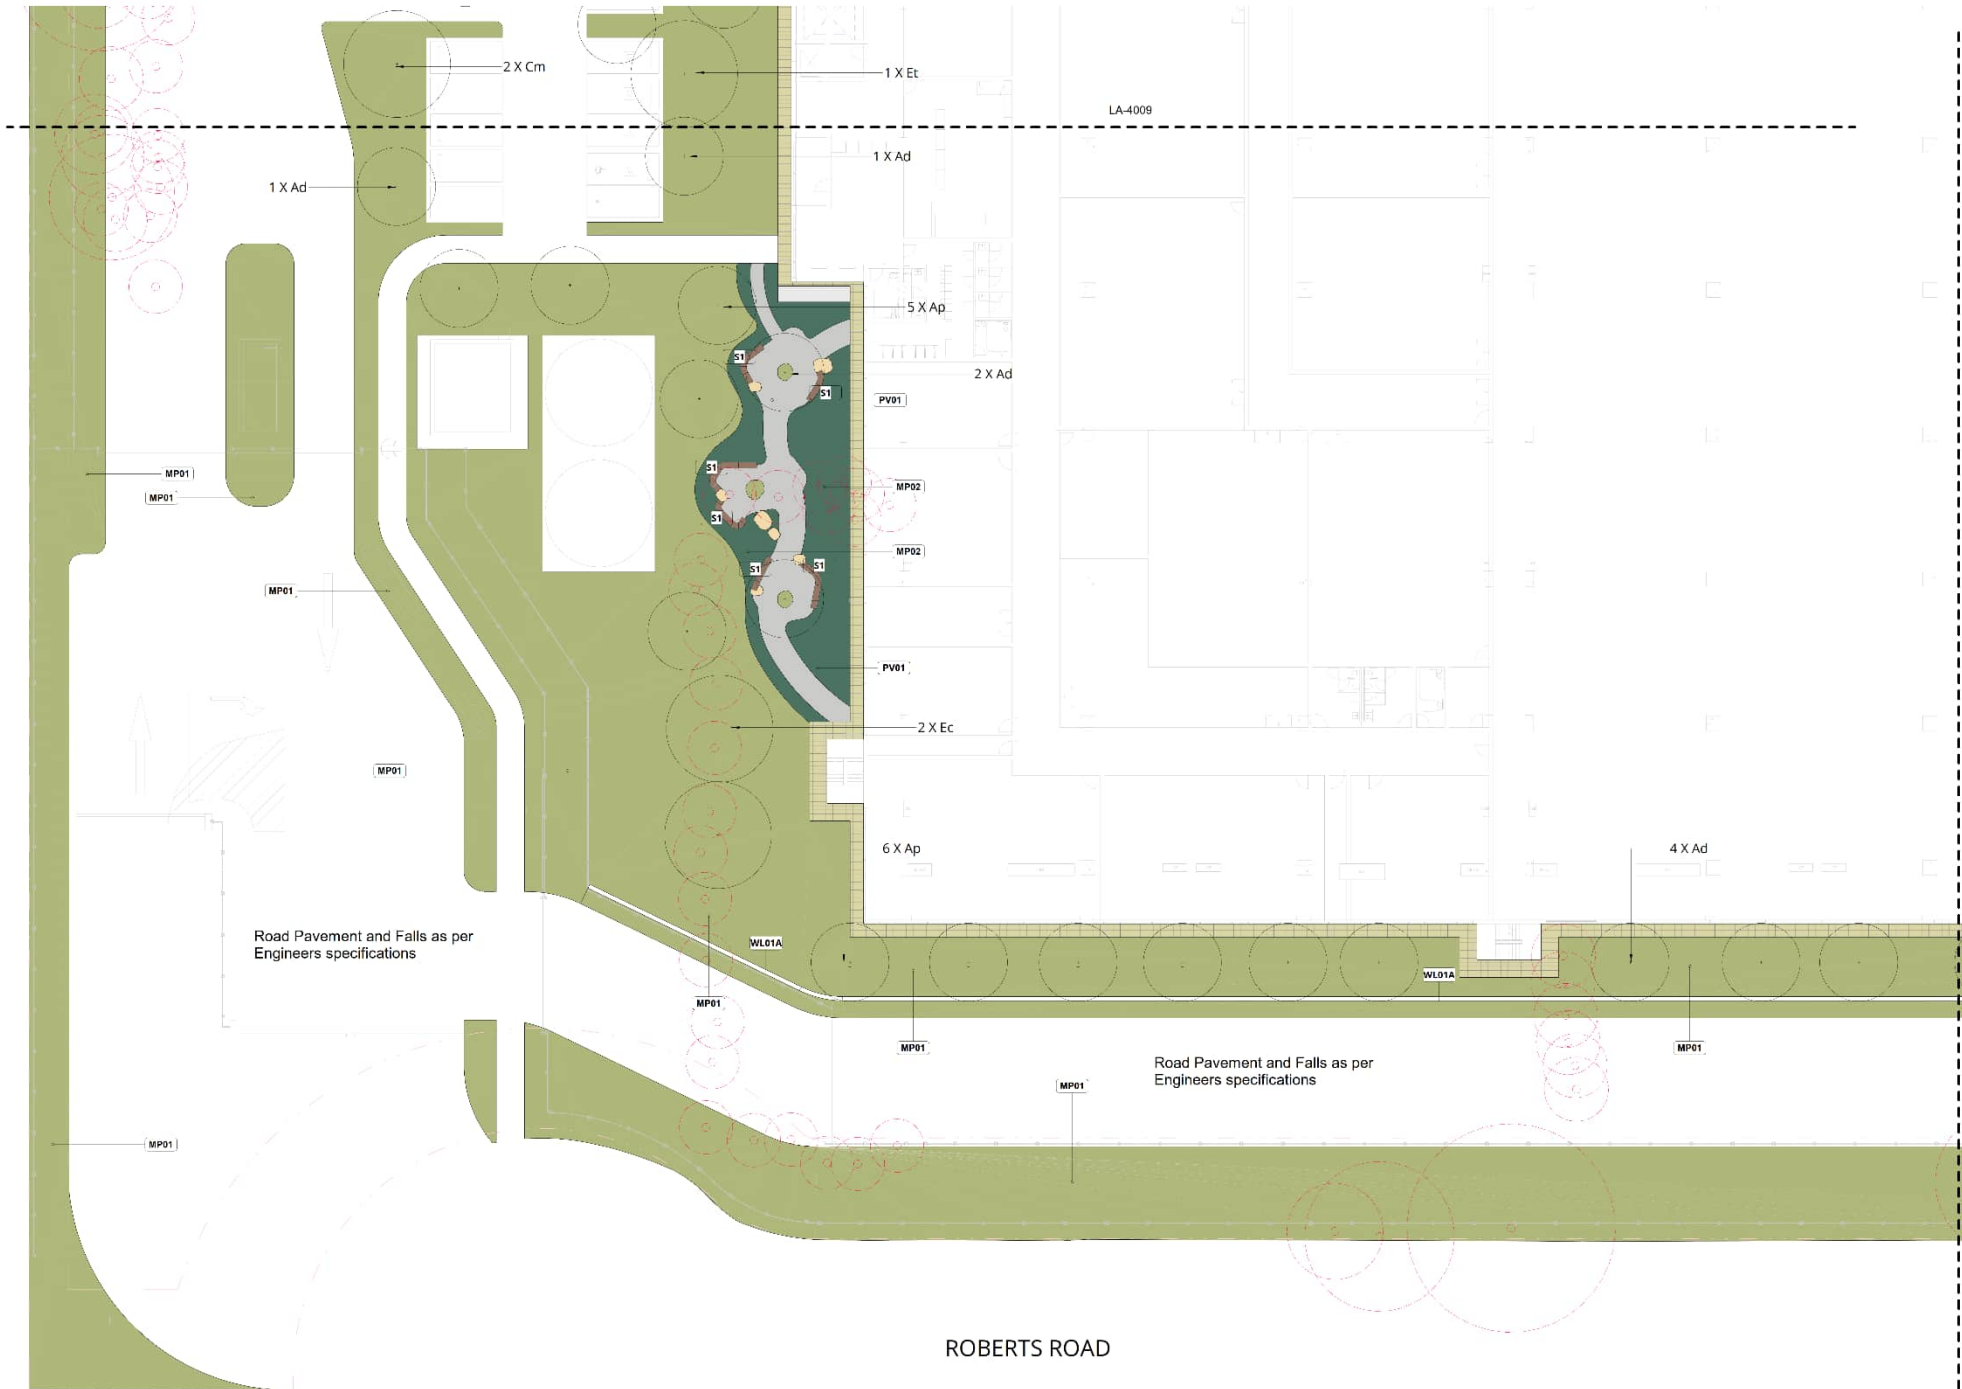 2 X Cm
1 X Et
LA-4009
1 X Ad
1 X Ad
5 X Ap
S1
2 X Ad
S1
PV01
S1
MP01
MP02
MP01
S1
MP02
S1
S1
MP01
PV01
2 X Ec
MP01
6 X Ap
4 X Ad
Road Pavement and Falls as per
Engineers specifications
WL01A
WL01A
MP01
MP01
MP01
Road Pavement and Falls as per
Engineers specifications
MP01
MP01
ROBERTS ROAD